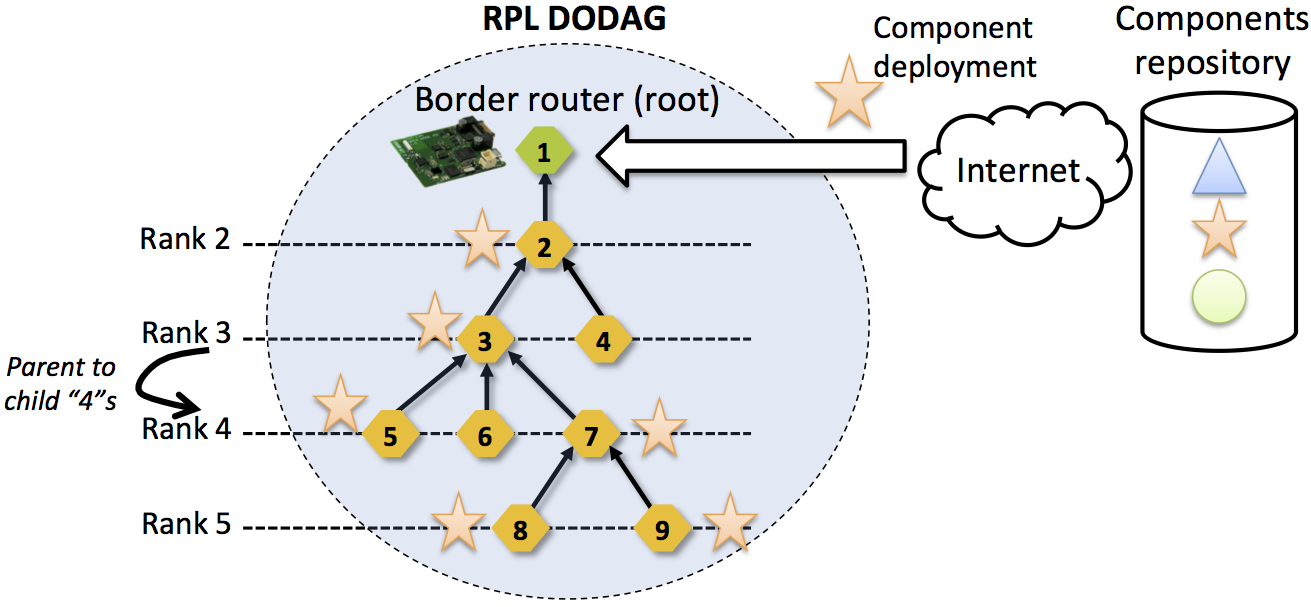 RPL DODAG
Component
deployment
Components
repository
Border router (root)
1
Internet
Rank 2
2
Rank 3
3
4
Parent to
child “4”s
Rank 4
5
6
7
Rank 5
8
9